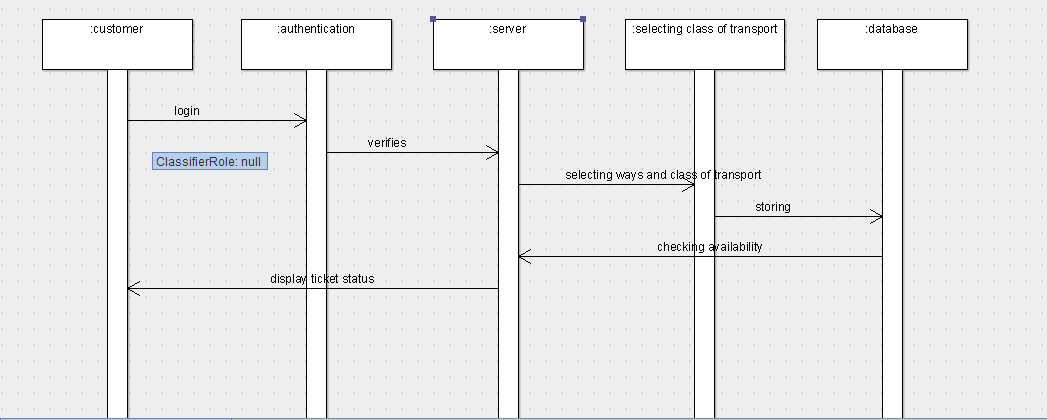 :customer
:authentication
:server
:selecting class of transport
:database
login
verifies
ClassifierRole: null
selecting ways and class of transport
storing
checking availability
display ticket status